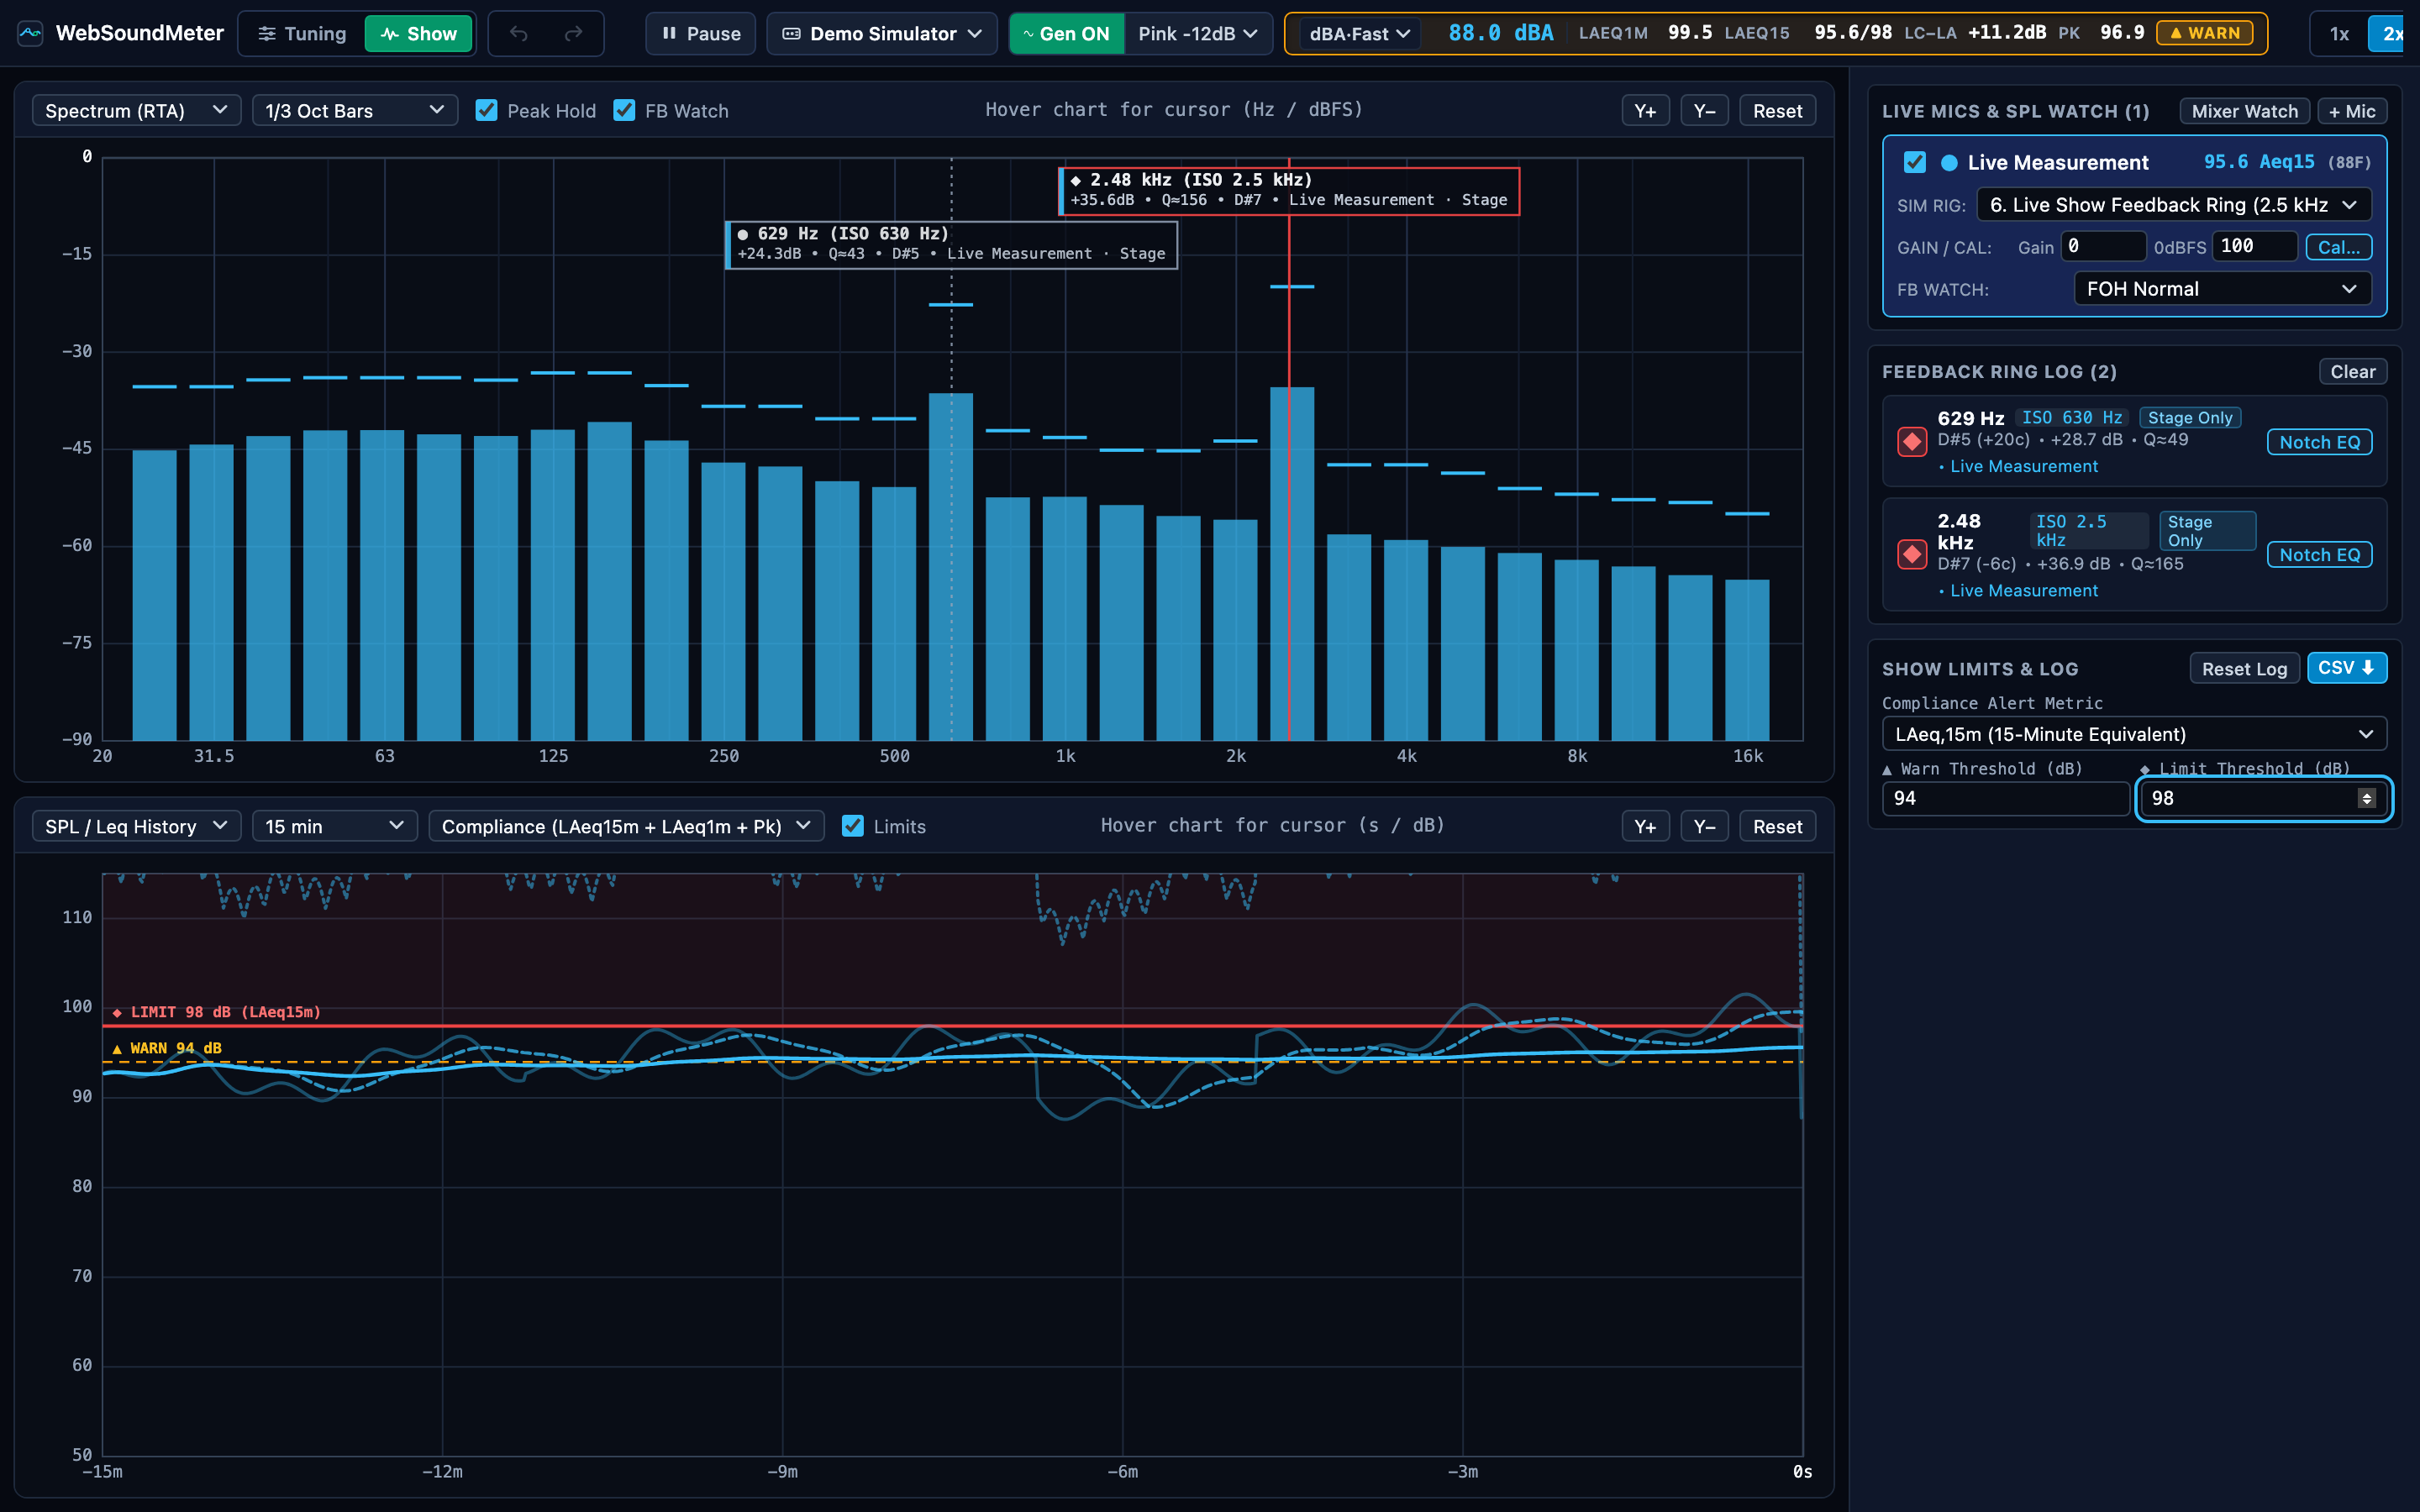 WebSoundMeter Tuning Show Pause Demo Simulator ~ Gen ON Pink -12dB dBA·Fast 88.0 dBA LAEQ1M 99.5 LAEQ15 95.6/98 LC−LA +11.2dB PK 96.9 ▲ WARN 1x 2x
Spectrum (RTA) 1/3 Oct Bars Peak Hold FB Watch Hover chart for cursor (Hz / dBFS) Y+ Y− Reset
0
−15
−30
−45
−60
−75
−90
◆ 2.48 kHz (ISO 2.5 kHz)
+35.6dB • Q≈156 • D#7 • Live Measurement · Stage
● 629 Hz (ISO 630 Hz)
+24.3dB • Q≈43 • D#5 • Live Measurement · Stage
20 31.5 63 125 250 500 1k 2k 4k 8k 16k
SPL / Leq History 15 min Compliance (LAeq15m + LAeq1m + Pk) Limits Hover chart for cursor (s / dB) Y+ Y− Reset
110
100
90
80
70
60
50
◆ LIMIT 98 dB (LAeq15m)
▲ WARN 94 dB
−15m −12m −9m −6m −3m 0s
LIVE MICS & SPL WATCH (1) Mixer Watch + Mic
Live Measurement 95.6 Aeq15 (88F)
SIM RIG: 6. Live Show Feedback Ring (2.5 kHz
GAIN / CAL: Gain 0 0dBFS 100 Cal...
FB WATCH: FOH Normal
FEEDBACK RING LOG (2) Clear
629 Hz ISO 630 Hz Stage Only
D#5 (+20c) • +28.7 dB • Q≈49
• Live Measurement
Notch EQ
2.48 kHz ISO 2.5 kHz Stage Only
D#7 (-6c) • +36.9 dB • Q≈165
• Live Measurement
Notch EQ
SHOW LIMITS & LOG Reset Log CSV ⬇
Compliance Alert Metric
LAeq,15m (15-Minute Equivalent)
▲ Warn Threshold (dB) ◆ Limit Threshold (dB)
94 98